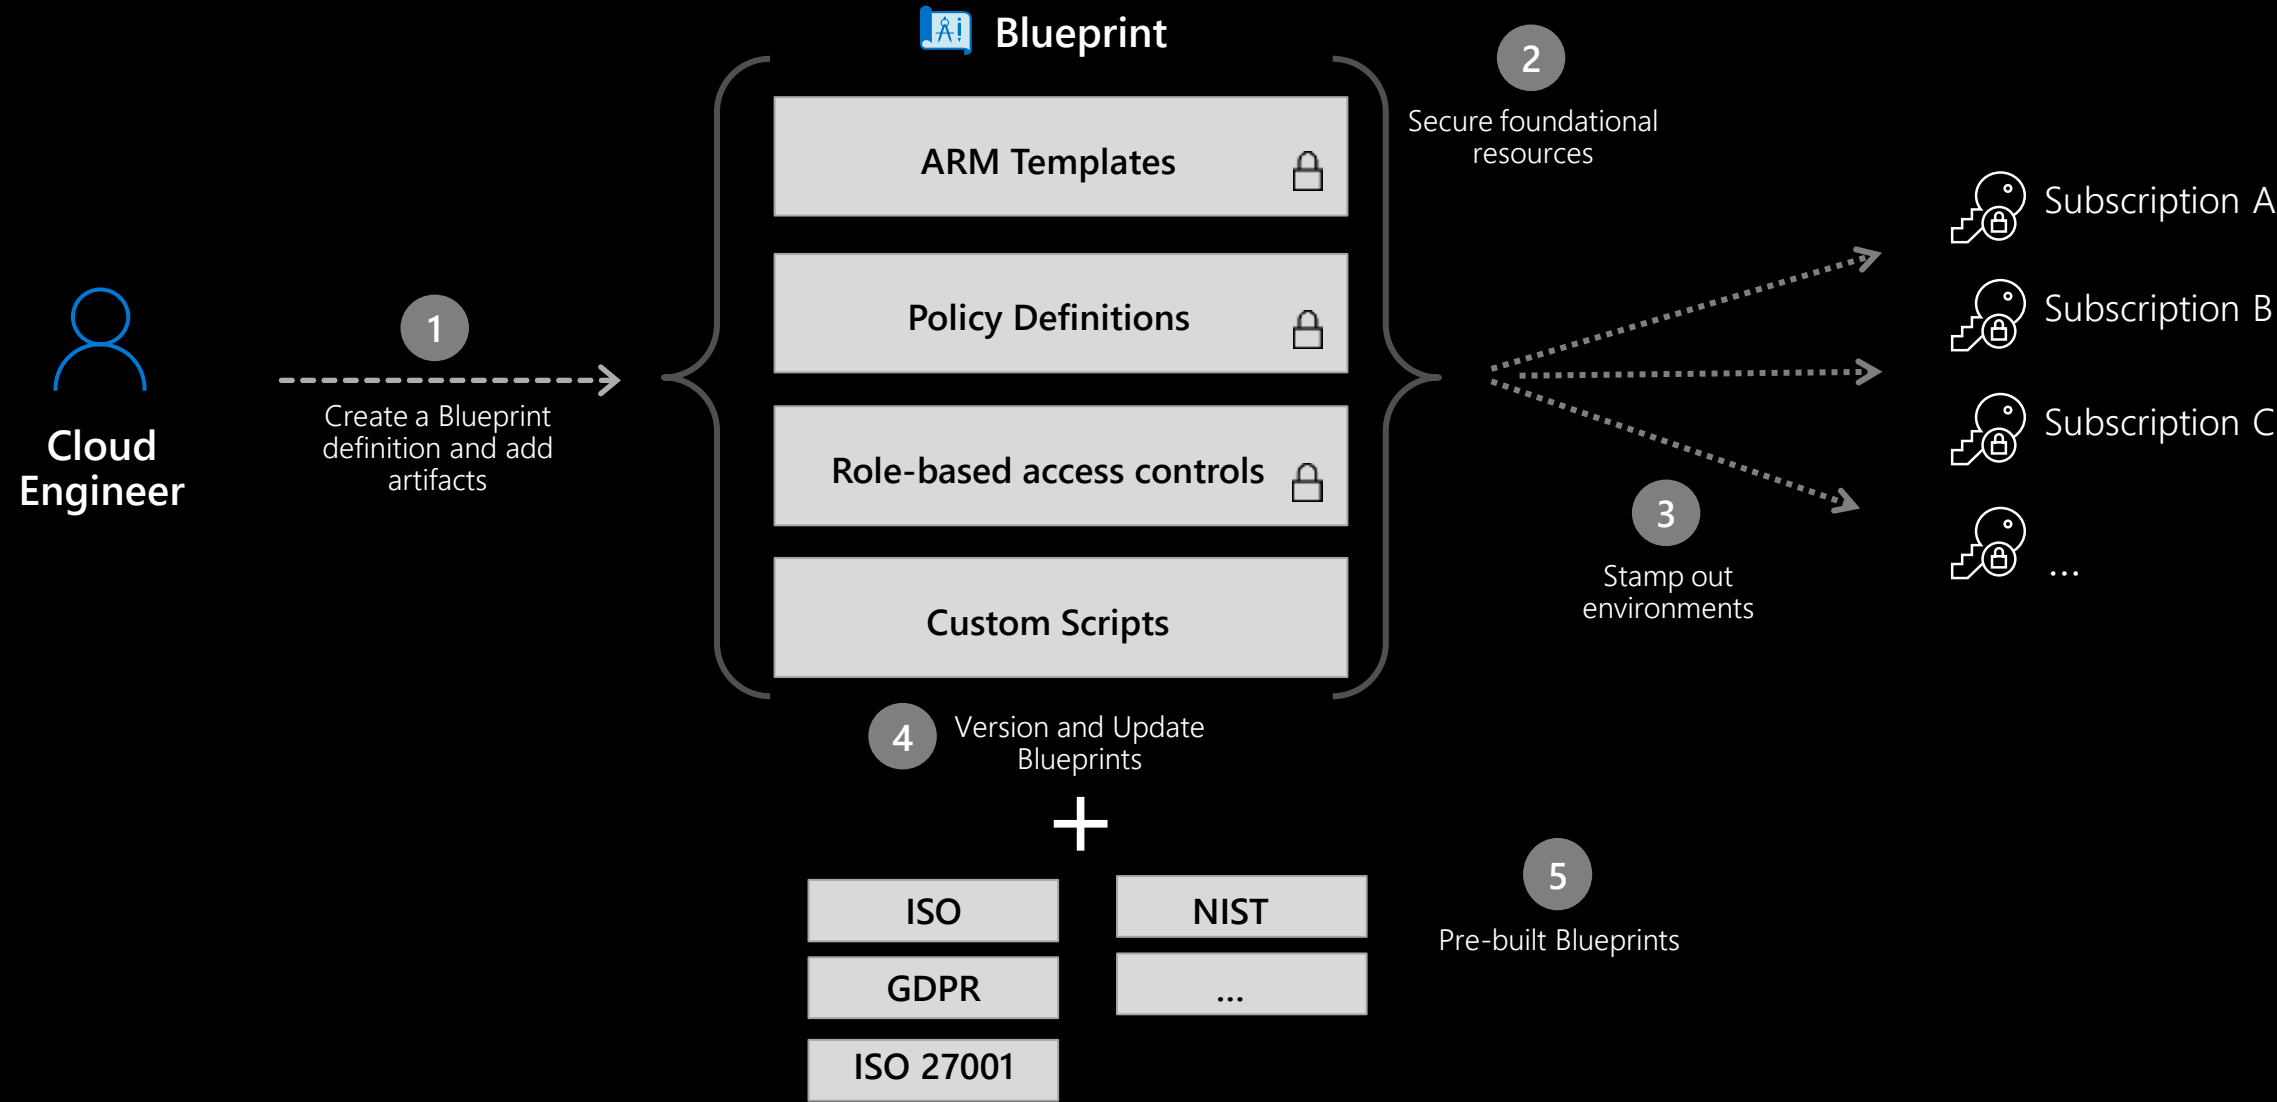 Blueprint
ARM Templates
Policy Definitions
Role-based access controls
Custom Scripts
Cloud
Engineer
1
Create a Blueprint
definition and add
artifacts
2
Secure foundational
resources
3
Stamp out
environments
Subscription A
Subscription B
Subscription C
...
4
Version and Update
Blueprints
+
ISO
GDPR
ISO 27001
NIST
...
5
Pre-built Blueprints